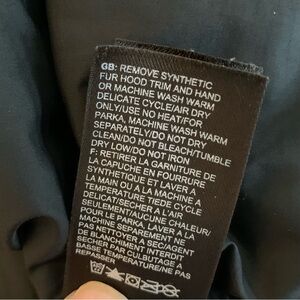 GB: REMOVE SYNTHETIC
FUR HOOD TRIM AND HAND
OR MACHINE WASH WARM
DELICATE CYCLE/AIR DRY
ONLY/USE NO HEAT/FOR
PARKA, MACHINE WASH WARM
SEPARATELY/DO NOT DRY
CLEAN/DO NOT BLEACH/TUMBLE
DRY LOW/DO NOT IRON
F: RETIRER LA GARNITURE DE
LA CAPUCHE EN FOURRURE
SYNTHETIQUE ET LAVER A
LA MAIN OU A LA MACHINE A
TEMPERATURE TIEDE CYCLE
DELICAT/SECHER A L'AIR
SEULEMENT/AUCUNE CHALEUR/
POUR LE PARKA, LAVER A LA
MACHINE SEPAREMENT NE
PAS NETTOYER A SEC/AGENT
DE BLANCHIMENT INTERDIT
SECHER PAR CULBUTAGE A
BASSE TEMPERATURE/NE PAS
REPASSER